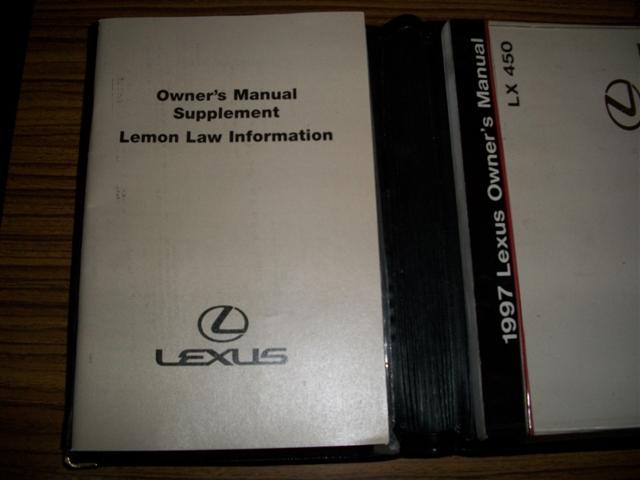 Owner's Manual
Supplement
Lemon Law Information
LEXUS
1997 Lexus Owner's Manual
LX 450